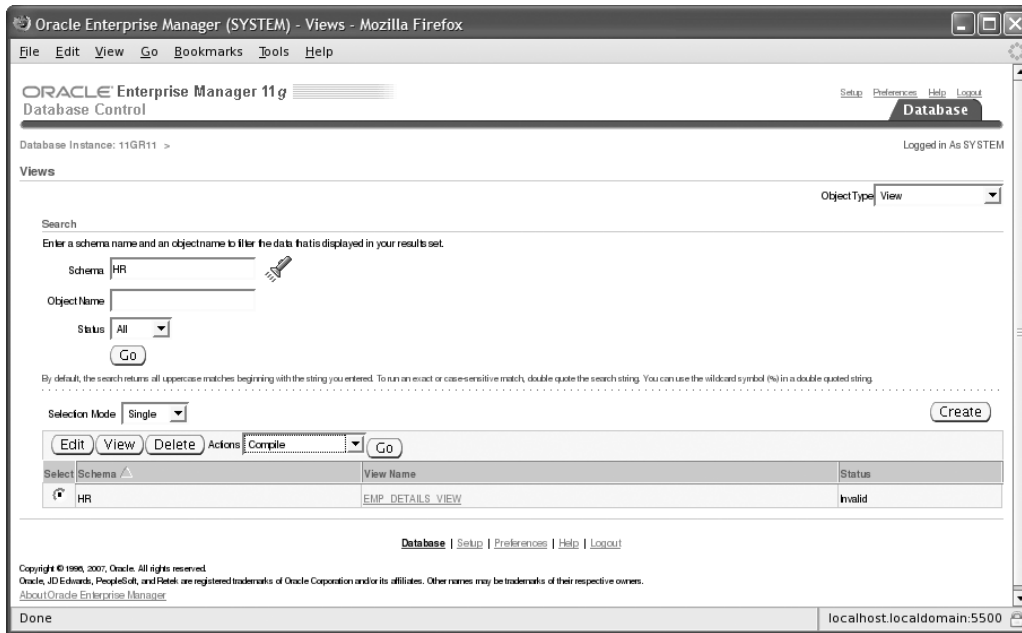 Oracle Enterprise Manager (SYSTEM) - Views - Mozilla Firefox
File Edit View Go Bookmarks Tools Help
ORACLE Enterprise Manager 11g
Database Control
Setup Preferences Help Logout
Database
Database Instance: 11GR11 >
Logged in As SYSTEM
Views
Object Type View
Search
Enter a schema name and an object name to filter the data that is displayed in your results set.
Schema HR
Object Name
Status All
Go
By default, the search returns all uppercase matches beginning with the string you entered. To run an exact or case-sensitive match, double quote the search string. You can use the wildcard symbol (%) in a double quoted string.
Selection Mode Single
Create
Edit View Delete Actions Compile Go
Select Schema View Name Status
HR EMP_DETAILS_VIEW Invalid
Database | Setup | Preferences | Help | Logout
Copyright © 1996, 2007, Oracle. All rights reserved.
Oracle, JD Edwards, PeopleSoft, and Retek are registered trademarks of Oracle Corporation and/or its affiliates. Other names may be trademarks of their respective owners.
About Oracle Enterprise Manager
Done
localhost.localdomain:5500